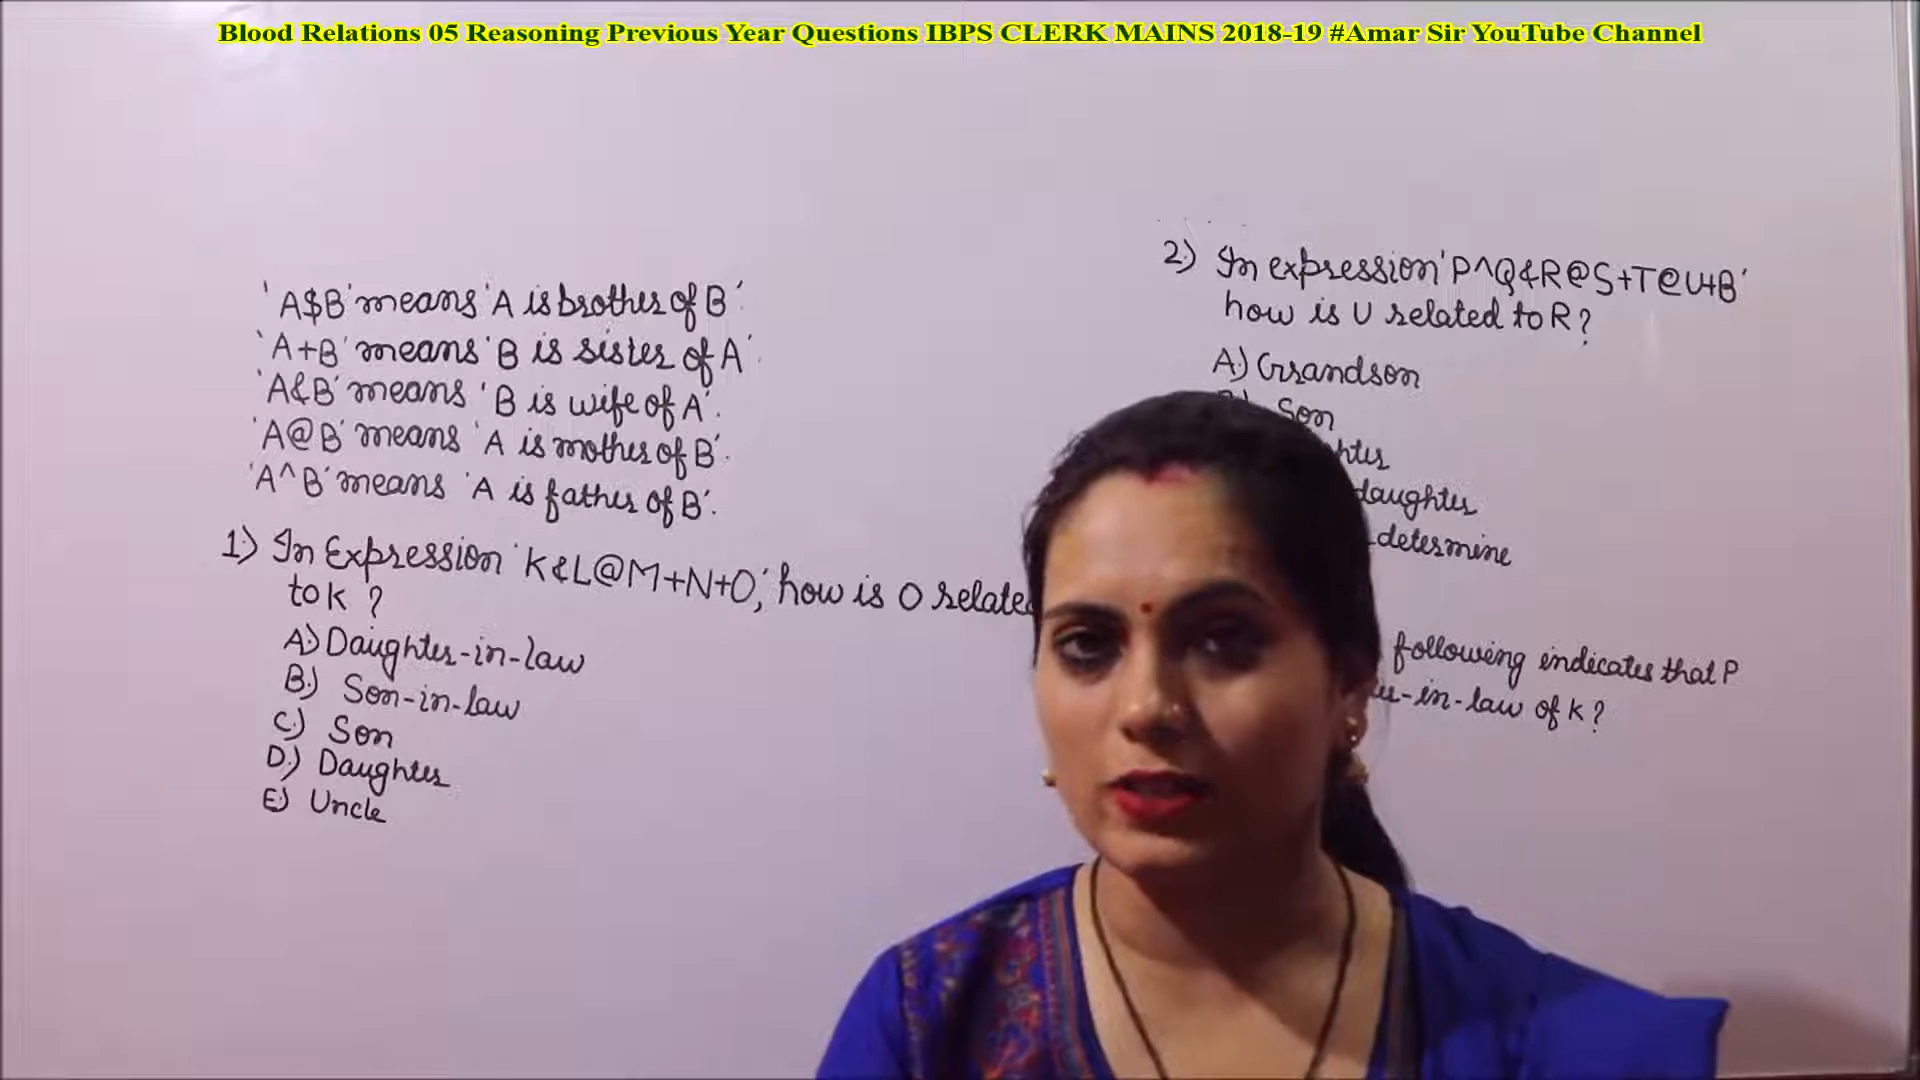 Blood Relations 05 Reasoning Previous Year Questions IBPS CLERK MAINS 2018-19 #Amar Sir YouTube Channel
'A$B' means 'A is brother of B'
'A+B' means 'B is sister of A'
'A&B' means 'B is wife of A'.
'A@B' means 'A is mother of B'.
'A^B' means 'A is father of B'.
1) In Expression 'K&L@M+N+O', how is O related
to K ?
A) Daughter-in-law
B) Son-in-law
C) Son
D) Daughter
E) Uncle
2) In expression 'P^Q&R@S+T@U+B'
how is U related to R ?
A) Grandson
Son
daughter
determine
following indicates that P
-in-law of K ?